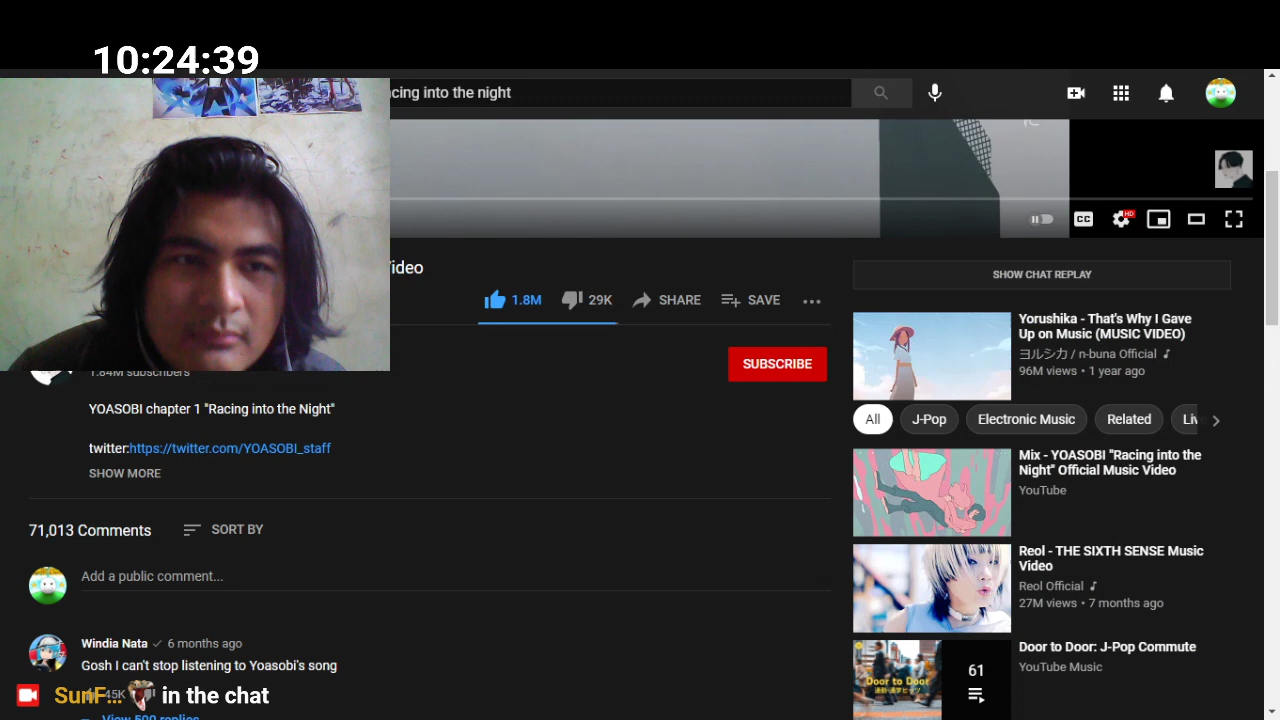 10:24:39
cing into the night
CC
HD
ideo
1.8M
29K
SHARE
SAVE
1.84M subscribers
SUBSCRIBE
YOASOBI chapter 1 "Racing into the Night"
twitter:https://twitter.com/YOASOBI_staff
SHOW MORE
71,013 Comments
SORT BY
Add a public comment...
Windia Nata
6 months ago
Gosh I can't stop listening to Yoasobi's song
45K
SunF... in the chat
View 500 replies
SHOW CHAT REPLAY
Yorushika - That's Why I Gave
Up on Music (MUSIC VIDEO)
ヨルシカ / n-buna Official
96M views • 1 year ago
All
J-Pop
Electronic Music
Related
Liv
Mix - YOASOBI "Racing into the
Night" Official Music Video
YouTube
Reol - THE SIXTH SENSE Music
Video
Reol Official
27M views • 7 months ago
Door to Door
61
Door to Door: J-Pop Commute
YouTube Music